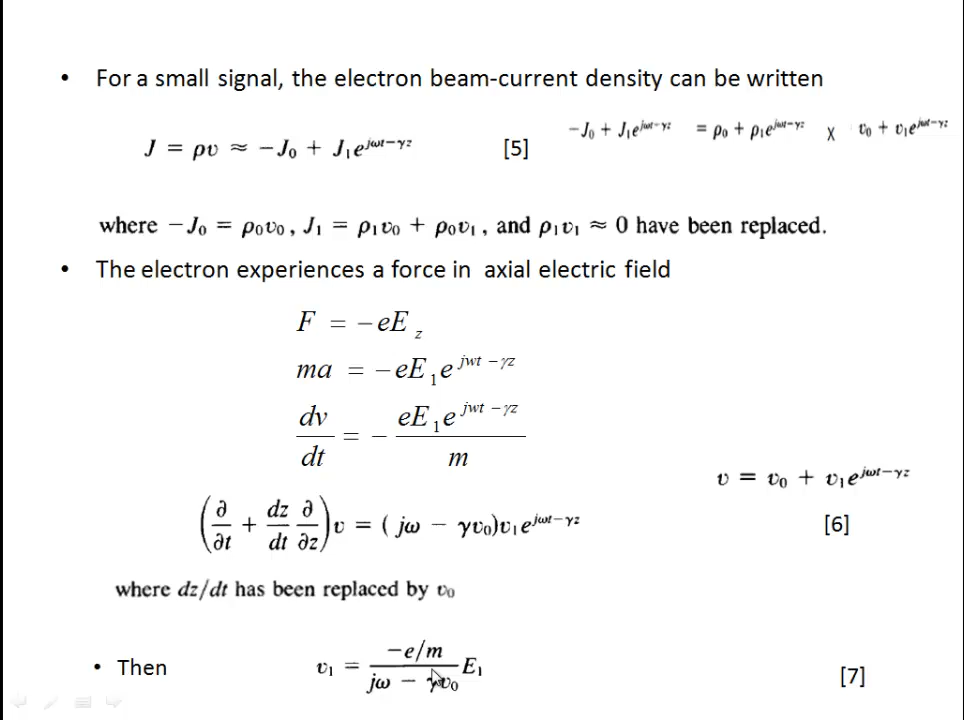 • For a small signal, the electron beam-current density can be written
J = ρv ≈ −J₀ + J₁e^{jωt−γz} [5] −J₀ + J₁e^{jωt−γz} = ρ₀ + ρ₁e^{jωt−γz} X v₀ + v₁e^{jωt−γz}
where −J₀ = ρ₀v₀, J₁ = ρ₁v₀ + ρ₀v₁, and ρ₁v₁ ≈ 0 have been replaced.
• The electron experiences a force in axial electric field
F = −eE_z
ma = −eE₁e^{jwt−γz}
dv/dt = − eE₁e^{jwt−γz}/m
v = v₀ + v₁e^{jωt−γz}
(∂/∂t + dz/dt ∂/∂z)v = (jω − γv₀)v₁e^{jωt−γz} [6]
where dz/dt has been replaced by v₀
• Then v₁ = −e/m / jω − γv₀ E₁ [7]